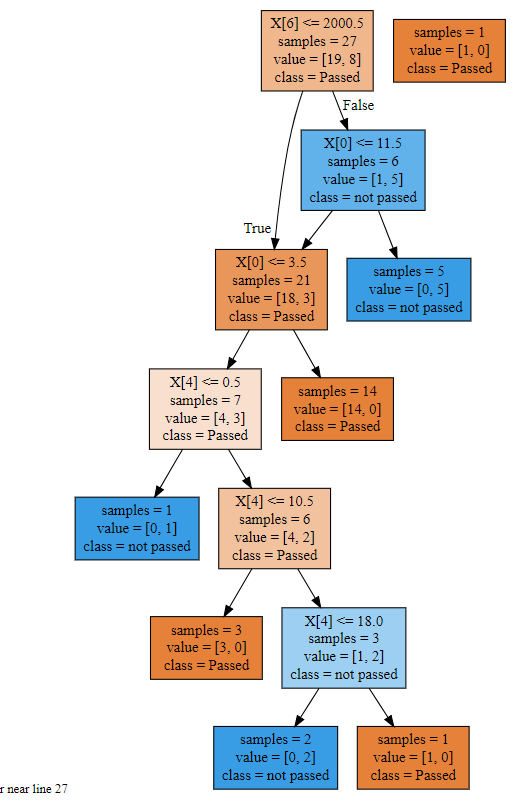 X[6] <= 2000.5
samples = 27
value = [19, 8]
class = Passed
samples = 1
value = [1, 0]
class = Passed
False
X[0] <= 11.5
samples = 6
value = [1, 5]
class = not passed
True
X[0] <= 3.5
samples = 21
value = [18, 3]
class = Passed
samples = 5
value = [0, 5]
class = not passed
X[4] <= 0.5
samples = 7
value = [4, 3]
class = Passed
samples = 14
value = [14, 0]
class = Passed
samples = 1
value = [0, 1]
class = not passed
X[4] <= 10.5
samples = 6
value = [4, 2]
class = Passed
samples = 3
value = [3, 0]
class = Passed
X[4] <= 18.0
samples = 3
value = [1, 2]
class = not passed
samples = 2
value = [0, 2]
class = not passed
samples = 1
value = [1, 0]
class = Passed
r near line 27